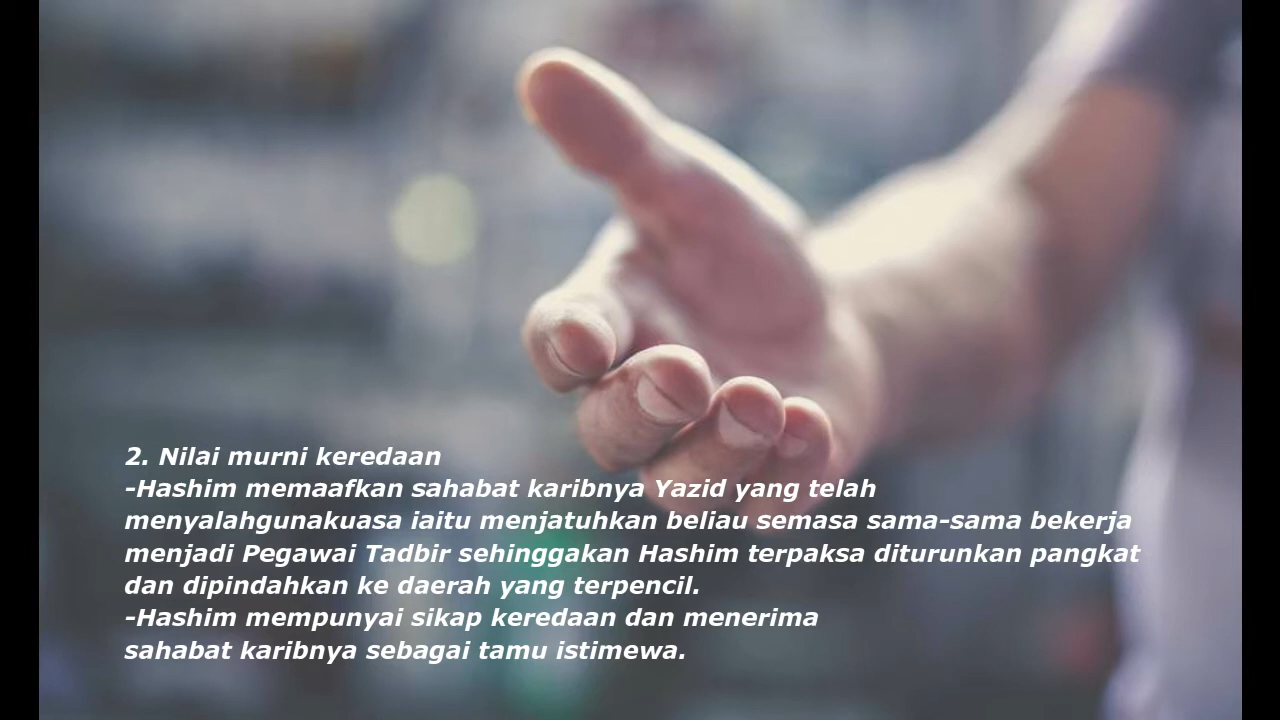 2. Nilai murni keredaan
-Hashim memaafkan sahabat karibnya Yazid yang telah
menyalahgunakuasa iaitu menjatuhkan beliau semasa sama-sama bekerja
menjadi Pegawai Tadbir sehinggakan Hashim terpaksa diturunkan pangkat
dan dipindahkan ke daerah yang terpencil.
-Hashim mempunyai sikap keredaan dan menerima
sahabat karibnya sebagai tamu istimewa.